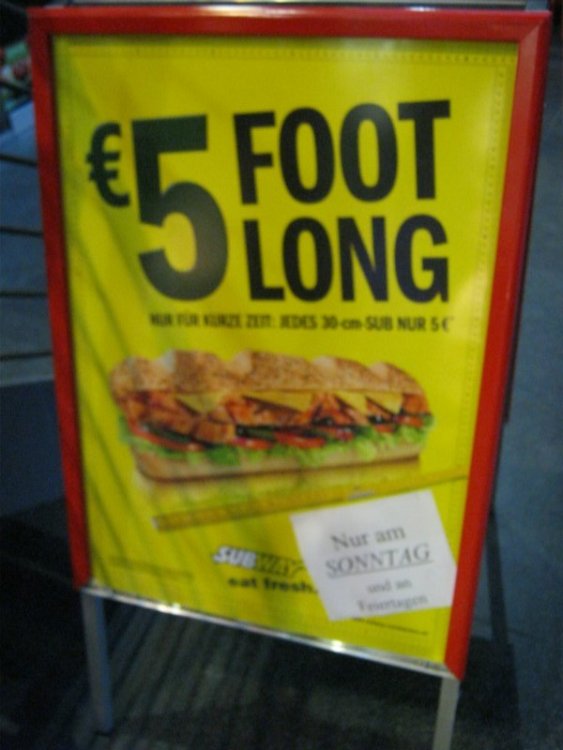 €5 FOOT
LONG
NUR FÜR KURZE ZEIT: JEDES 30-cm-SUB NUR 5€
SUBWAY
eat fresh.
Nur am
SONNTAG
und an
Feiertagen